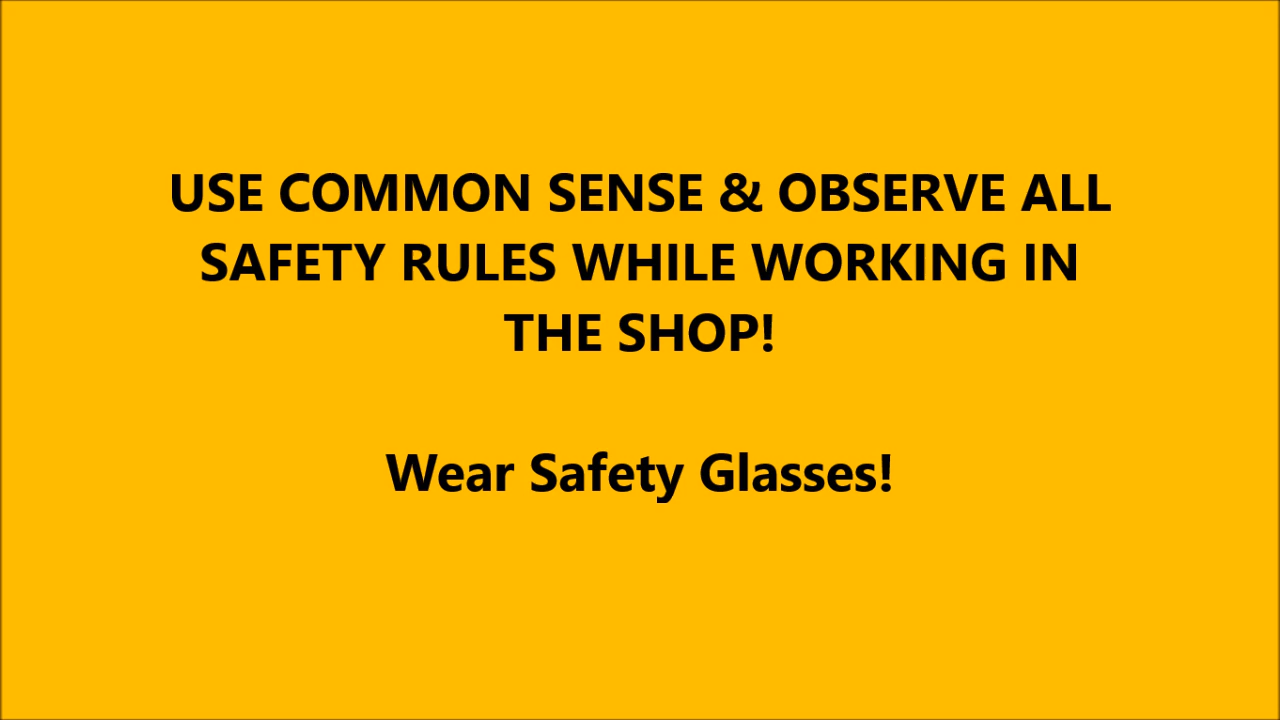 USE COMMON SENSE & OBSERVE ALL
SAFETY RULES WHILE WORKING IN
THE SHOP!
Wear Safety Glasses!